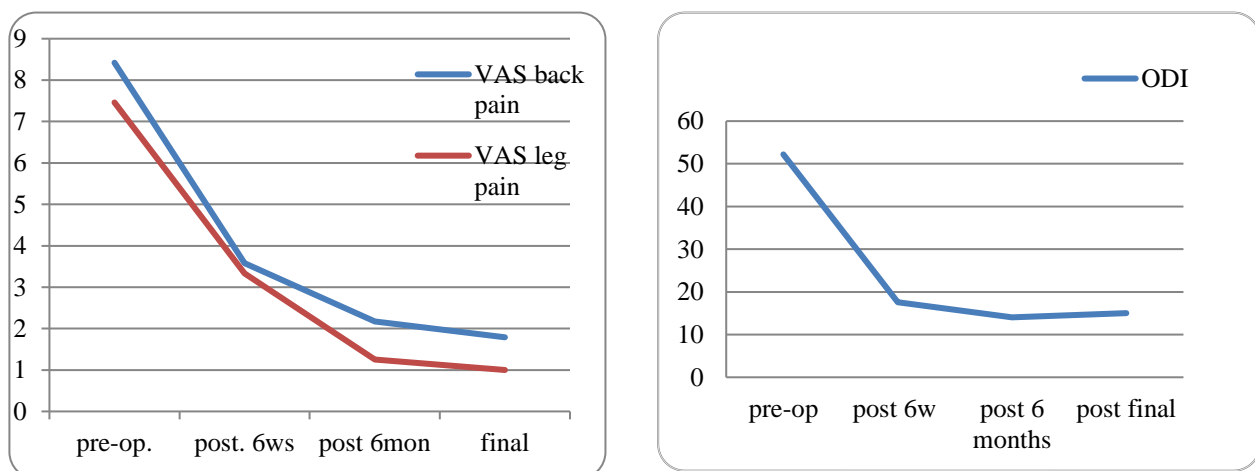 9
8
7
6
5
4
3
2
1
0
VAS back
pain
VAS leg
pain
pre-op. post. 6ws post 6mon final
ODI
60
50
40
30
20
10
0
pre-op post 6w post 6 post final
months